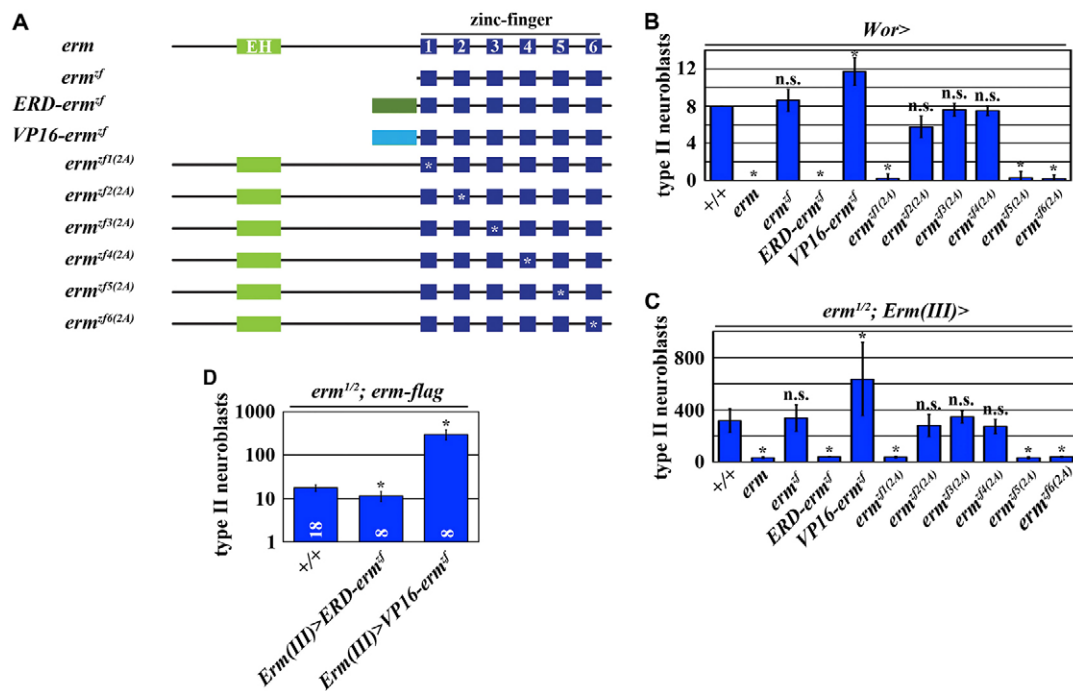 A
zinc-finger
erm EH 1 2 3 4 5 6
erm^zf
ERD-erm^zf
VP16-erm^zf
erm^zf1(2A) *
erm^zf2(2A) *
erm^zf3(2A) *
erm^zf4(2A) *
erm^zf5(2A) *
erm^zf6(2A) *
B
Wor>
type II neuroblasts
12
8
4
0
* n.s. * * * n.s. n.s. n.s. * *
+/+ erm erm^zf ERD-erm^zf VP16-erm^zf erm^zf1(2A) erm^zf2(2A) erm^zf3(2A) erm^zf4(2A) erm^zf5(2A) erm^zf6(2A)
C
erm^1/2; Erm(III)>
type II neuroblasts
800
400
0
* n.s. * * * n.s. n.s. n.s. * *
+/+ erm erm^zf ERD-erm^zf VP16-erm^zf erm^zf1(2A) erm^zf2(2A) erm^zf3(2A) erm^zf4(2A) erm^zf5(2A) erm^zf6(2A)
D
erm^1/2; erm-flag
type II neuroblasts
1000
100
10
1
* *
18 8 8
+/+
Erm(III)>ERD-erm^zf
Erm(III)>VP16-erm^zf